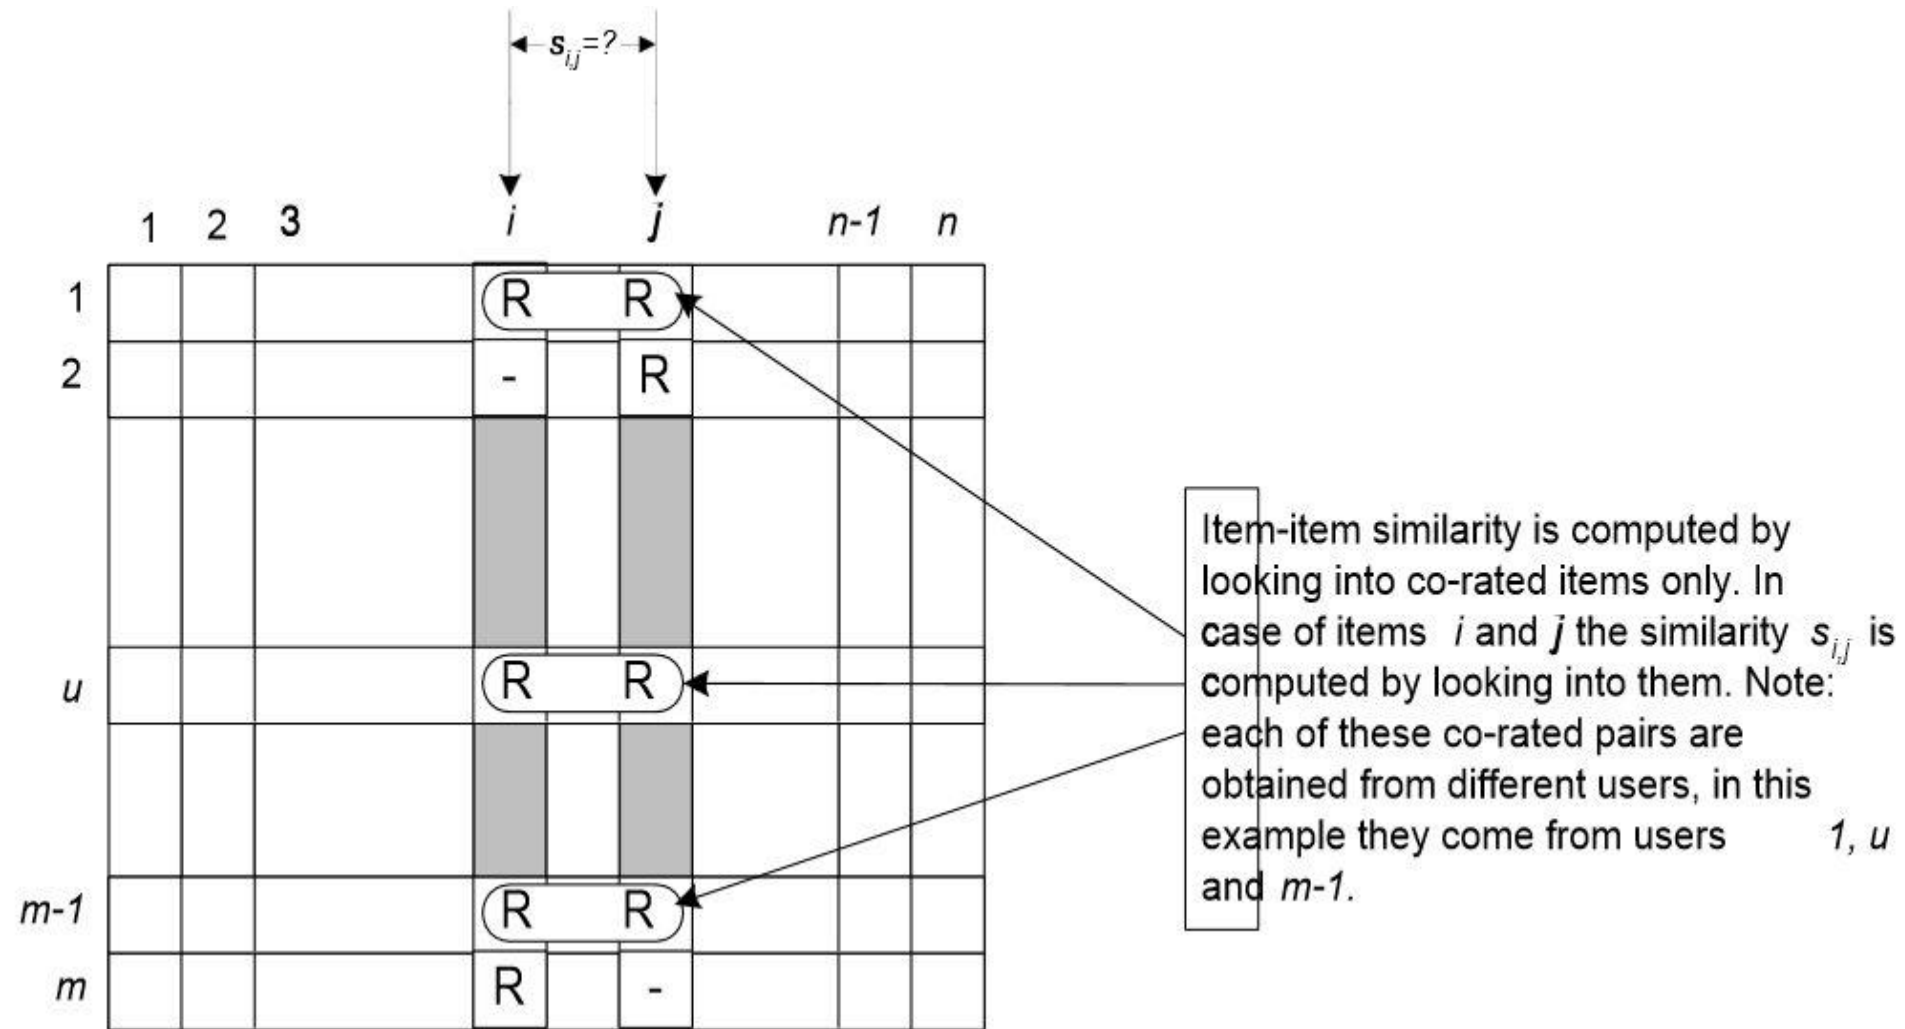 s i,j =?
1 2 3 i j n-1 n
1 R R
2 - R
u R R
m-1 R R
m R -
Item-item similarity is computed by
looking into co-rated items only. In
case of items i and j the similarity s i,j is
computed by looking into them. Note:
each of these co-rated pairs are
obtained from different users, in this
example they come from users 1, u
and m-1.